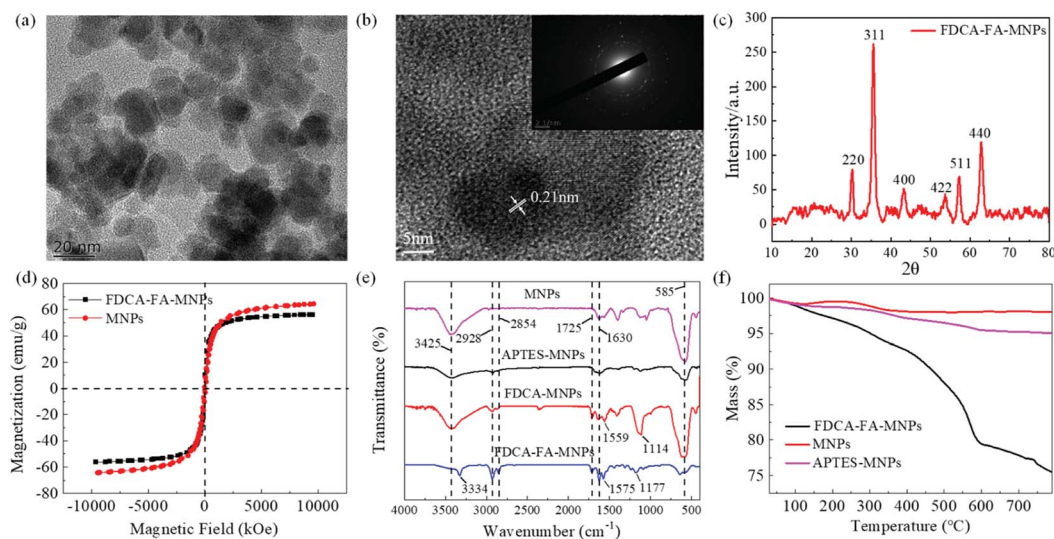 (a)
20 nm
(b)
0.21nm
5nm
(c)
FDCA-FA-MNPs
311
220
400
422
511
440
Intensity/a.u.
300
250
200
150
100
50
0
10 20 30 40 50 60 70 80
2θ
(d)
FDCA-FA-MNPs
MNPs
Magnetization (emu/g)
80
60
40
20
0
-20
-40
-60
-80
-10000 -5000 0 5000 10000
Magnetic Field (kOe)
(e)
MNPs
585
2854
1725
2928
1630
3425
APTES-MNPs
FDCA-MNPs
1559
1114
FDCA-FA-MNPs
3334
1575
1177
Transmittance (%)
4000 3500 3000 2500 2000 1500 1000 500
Wavenumber (cm⁻¹)
(f)
100
95
90
85
80
75
Mass (%)
FDCA-FA-MNPs
MNPs
APTES-MNPs
100 200 300 400 500 600 700
Temperature (°C)